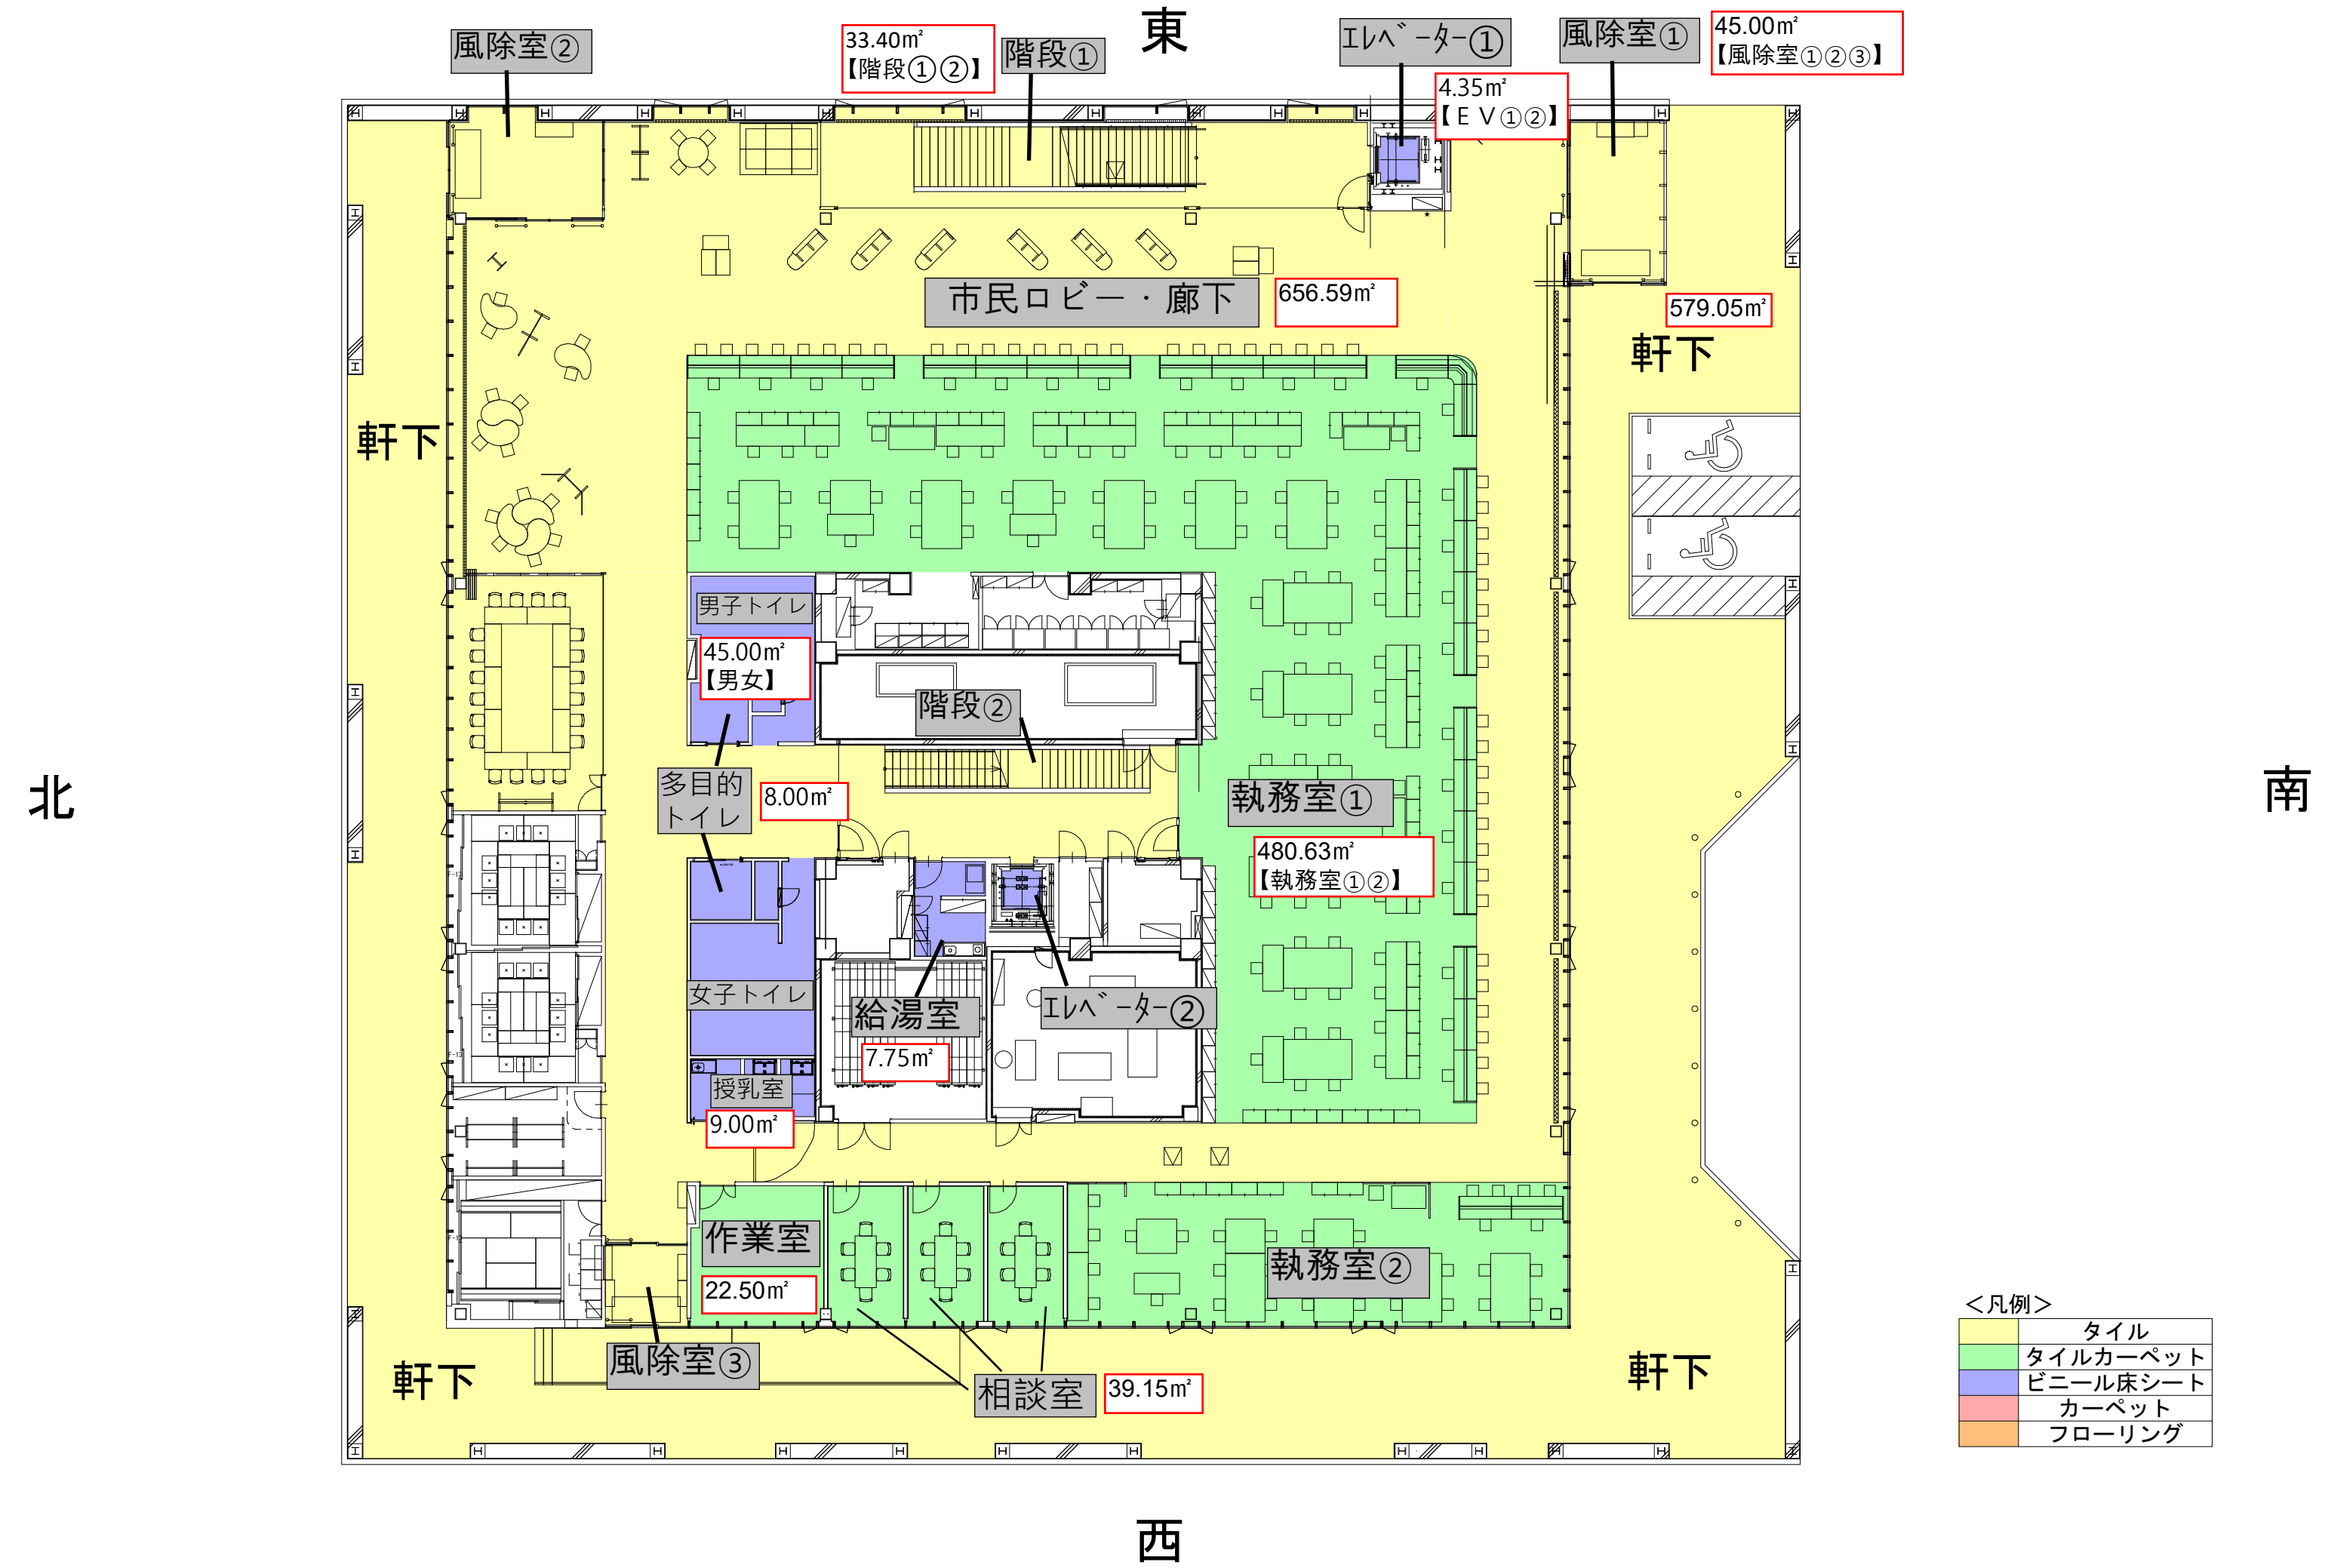 東
風除室②
33.40㎡
【階段①②】
階段①
ｴﾚﾍﾞｰﾀｰ①
4.35㎡
【ＥＶ①②】
風除室①
45.00㎡
【風除室①②③】
市民ロビー・廊下
656.59㎡
579.05㎡
軒下
軒下
男子トイレ
45.00㎡
【男女】
階段②
北
多目的
トイレ
8.00㎡
執務室①
480.63㎡
【執務室①②】
南
女子トイレ
給湯室
7.75㎡
ｴﾚﾍﾞｰﾀｰ②
授乳室
9.00㎡
作業室
22.50㎡
執務室②
風除室③
軒下
相談室
39.15㎡
軒下
＜凡例＞
タイル
タイルカーペット
ビニール床シート
カーペット
フローリング
西